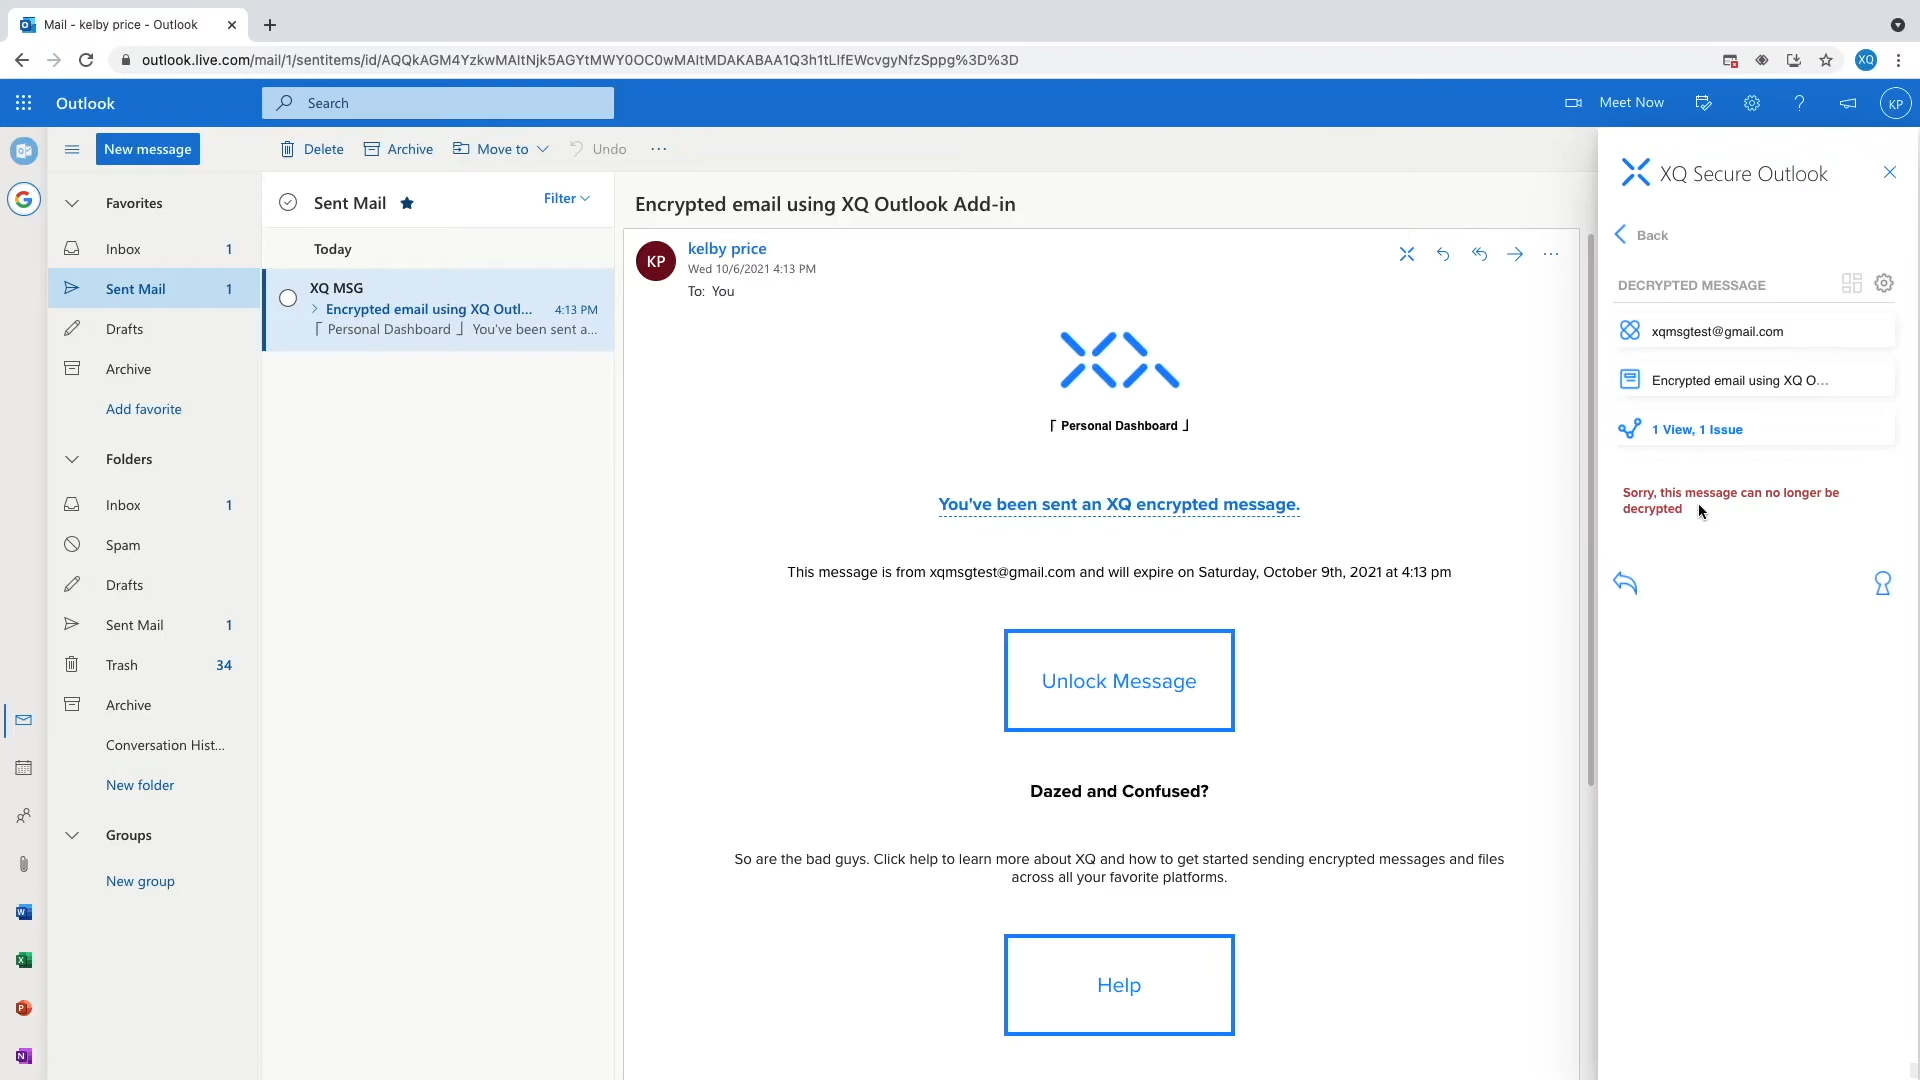 Mail - kelby price - Outlook
outlook.live.com/mail/1/sentitems/id/AQQkAGM4YzkwMAItNjk5AGYtMWY0OC0wMAItMDAKABAA1Q3h1tLlfEWcvgyNfzSppg%3D%3D
XQ
Outlook
Search
Meet Now
KP
New message
Delete
Archive
Move to
Undo
Favorites
Inbox 1
Sent Mail 1
Drafts
Archive
Add favorite
Folders
Inbox 1
Spam
Drafts
Sent Mail 1
Trash 34
Archive
Conversation Hist...
New folder
Groups
New group
Sent Mail
Filter
Today
XQ MSG
Encrypted email using XQ Outl... 4:13 PM
「 Personal Dashboard 」 You've been sent a...
Encrypted email using XQ Outlook Add-in
KP
kelby price
Wed 10/6/2021 4:13 PM
To: You
「 Personal Dashboard 」
You've been sent an XQ encrypted message.
This message is from xqmsgtest@gmail.com and will expire on Saturday, October 9th, 2021 at 4:13 pm
Unlock Message
Dazed and Confused?
So are the bad guys. Click help to learn more about XQ and how to get started sending encrypted messages and files
across all your favorite platforms.
Help
XQ Secure Outlook
Back
DECRYPTED MESSAGE
xqmsgtest@gmail.com
Encrypted email using XQ O...
1 View, 1 Issue
Sorry, this message can no longer be
decrypted